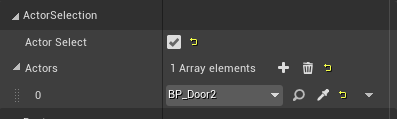 ActorSelection
Actor Select
Actors 1 Array elements
0 BP_Door2